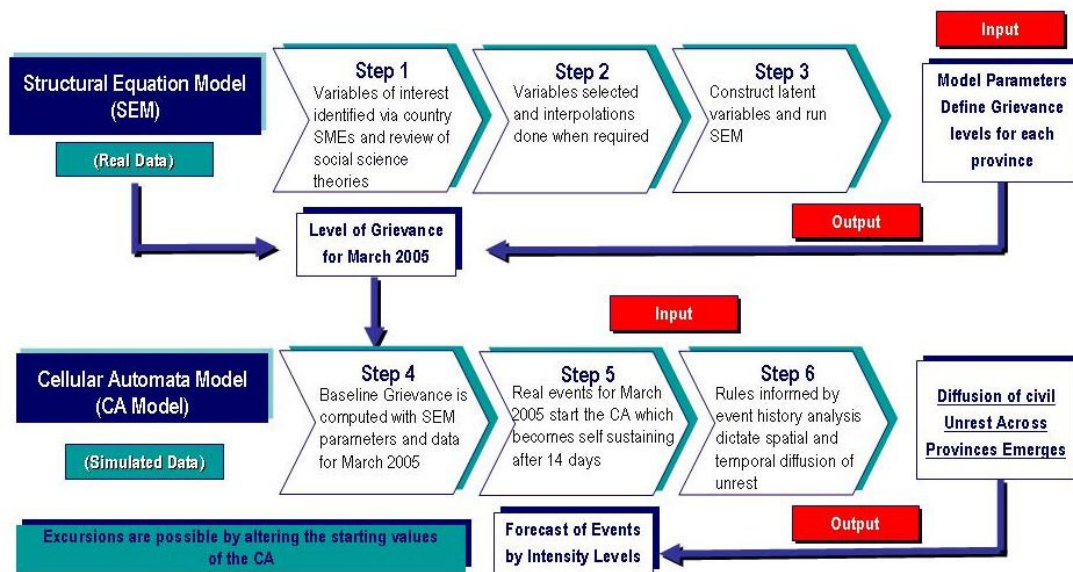 Input
Structural Equation Model
(SEM)
(Real Data)
Step 1
Variables of interest
identified via country
SMEs and review of
social science
theories
Step 2
Variables selected
and interpolations
done when required
Step 3
Construct latent
variables and run
SEM
Model Parameters
Define Grievance
levels for each
province
Output
Level of Grievance
for March 2005
Input
Cellular Automata Model
(CA Model)
(Simulated Data)
Step 4
Baseline Grievance is
computed with SEM
parameters and data
for March 2005
Step 5
Real events for March
2005 start the CA which
becomes self sustaining
after 14 days
Step 6
Rules informed by
event history analysis
dictate spatial and
temporal diffusion of
unrest
Diffusion of civil
Unrest Across
Provinces Emerges
Output
Excursions are possible by altering the starting values
of the CA
Forecast of Events
by Intensity Levels